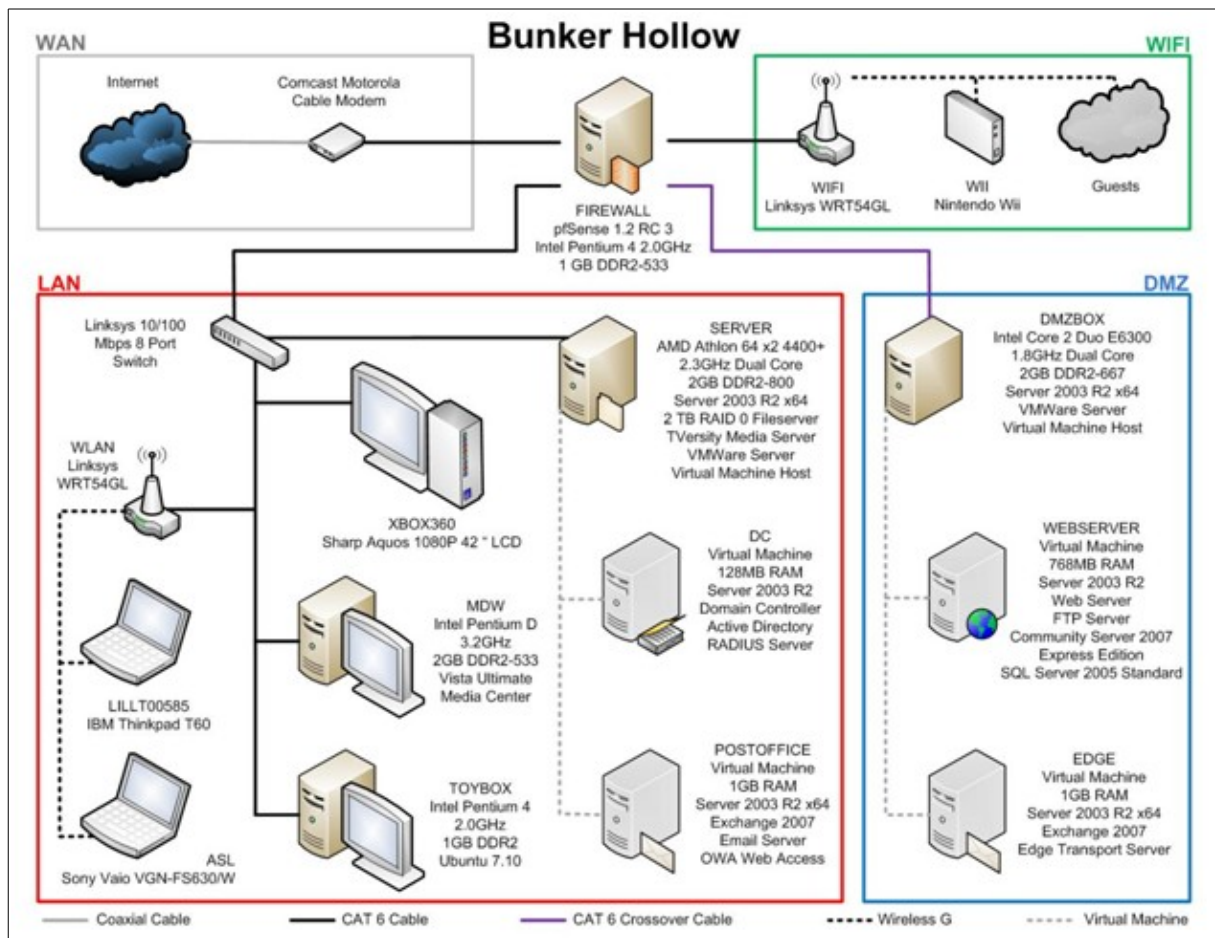 Bunker Hollow
WAN
Internet
Comcast Motorola
Cable Modem
FIREWALL
pfSense 1.2 RC 3
Intel Pentium 4 2.0GHz
1 GB DDR2-533
WIFI
WIFI
Linksys WRT54GL
WII
Nintendo Wii
Guests
LAN
Linksys 10/100
Mbps 8 Port
Switch
WLAN
Linksys
WRT54GL
LILLT00585
IBM Thinkpad T60
ASL
Sony Vaio VGN-FS630/W
XBOX360
Sharp Aquos 1080P 42 " LCD
MDW
Intel Pentium D
3.2GHz
2GB DDR2-533
Vista Ultimate
Media Center
TOYBOX
Intel Pentium 4
2.0GHz
1GB DDR2
Ubuntu 7.10
SERVER
AMD Athlon 64 x2 4400+
2.3GHz Dual Core
2GB DDR2-800
Server 2003 R2 x64
2 TB RAID 0 Fileserver
TVersity Media Server
VMWare Server
Virtual Machine Host
DC
Virtual Machine
128MB RAM
Server 2003 R2
Domain Controller
Active Directory
RADIUS Server
POSTOFFICE
Virtual Machine
1GB RAM
Server 2003 R2 x64
Exchange 2007
Email Server
OWA Web Access
DMZ
DMZBOX
Intel Core 2 Duo E6300
1.8GHz Dual Core
2GB DDR2-667
Server 2003 R2 x64
VMWare Server
Virtual Machine Host
WEBSERVER
Virtual Machine
768MB RAM
Server 2003 R2
Web Server
FTP Server
Community Server 2007
Express Edition
SQL Server 2005 Standard
EDGE
Virtual Machine
1GB RAM
Server 2003 R2 x64
Exchange 2007
Edge Transport Server
Coaxial Cable
CAT 6 Cable
CAT 6 Crossover Cable
Wireless G
Virtual Machine